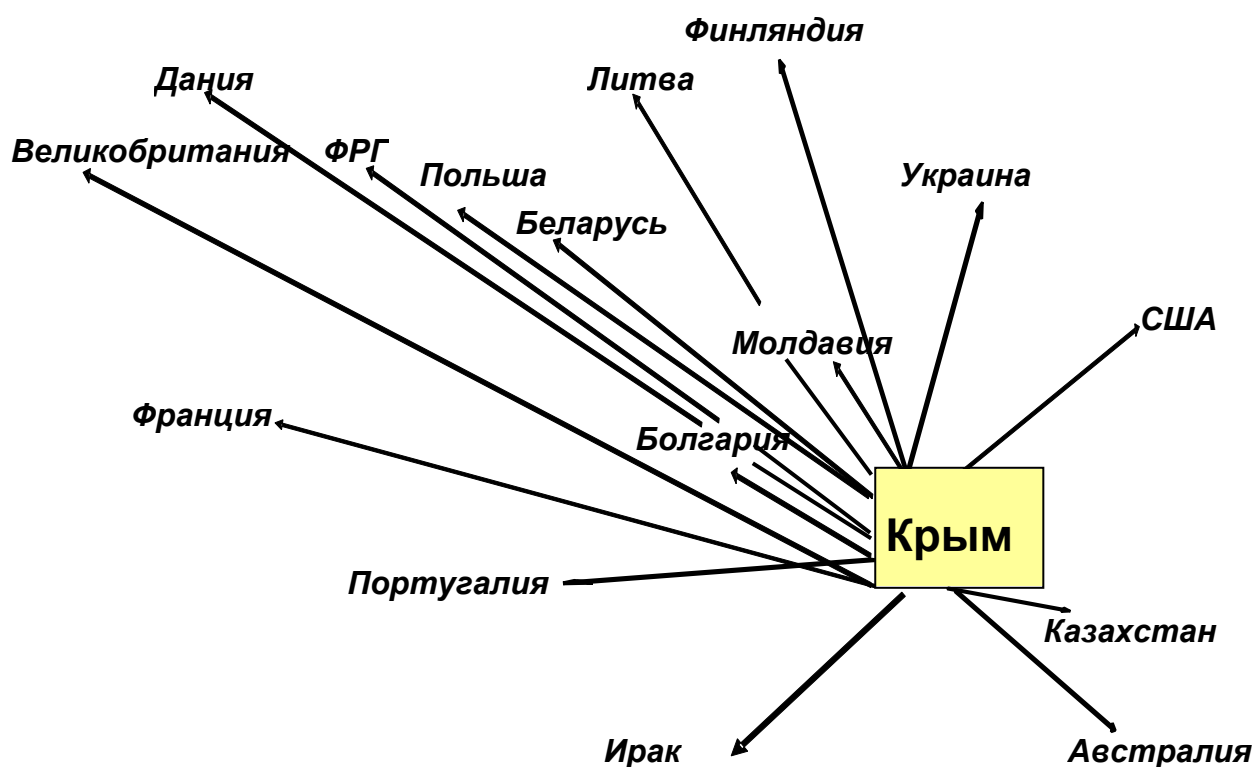 Финляндия
Дания
Литва
Великобритания
ФРГ
Польша
Украина
Беларусь
США
Молдавия
Франция
Болгария
Крым
Португалия
Казахстан
Ирак
Австралия